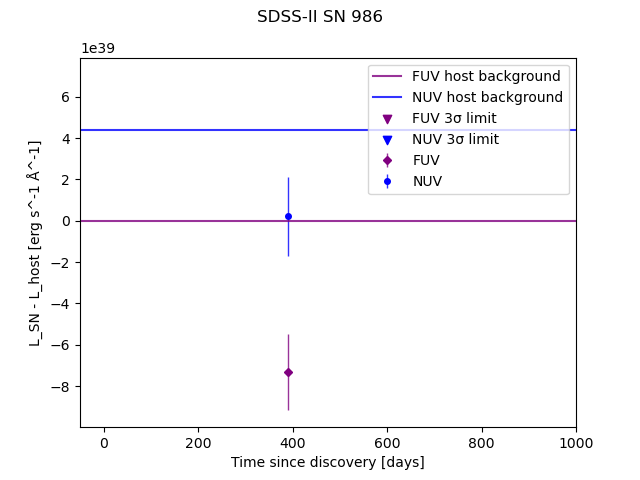 SDSS-II SN 986
1e39
FUV host background
NUV host background
FUV 3σ limit
NUV 3σ limit
FUV
NUV
6
4
2
0
−2
−4
−6
−8
L_SN - L_host [erg s^-1 Å^-1]
0 200 400 600 800 1000
Time since discovery [days]